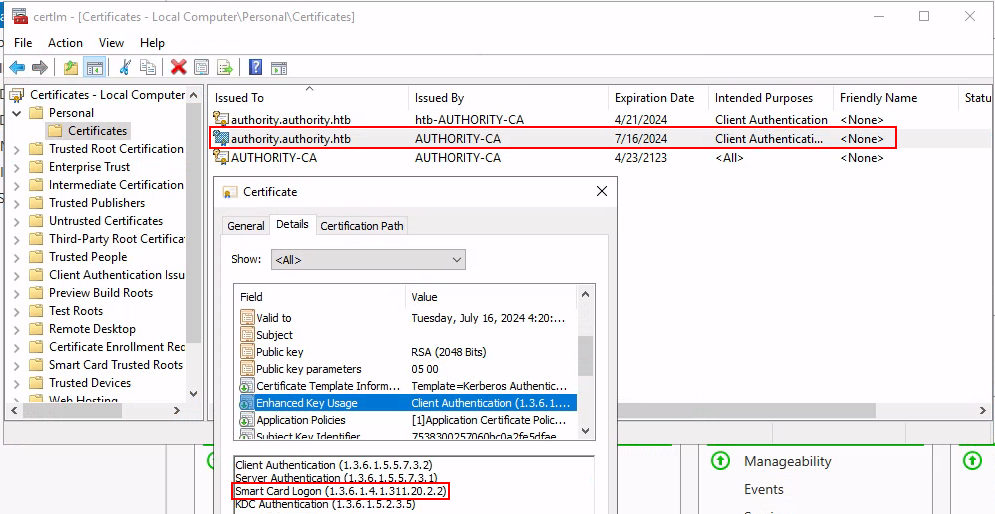 certlm - [Certificates - Local Computer\Personal\Certificates]
File Action View Help
Certificates - Local Computer
Personal
Certificates
Trusted Root Certification
Enterprise Trust
Intermediate Certification
Trusted Publishers
Untrusted Certificates
Third-Party Root Certifica
Trusted People
Client Authentication Issu
Preview Build Roots
Test Roots
Remote Desktop
Certificate Enrollment Req
Smart Card Trusted Roots
Trusted Devices
Web Hosting
Issued To Issued By Expiration Date Intended Purposes Friendly Name Statu
authority.authority.htb htb-AUTHORITY-CA 4/21/2024 Client Authentication <None>
authority.authority.htb AUTHORITY-CA 7/16/2024 Client Authenticati... <None>
AUTHORITY-CA AUTHORITY-CA 4/23/2123 <All> <None>
Certificate
General Details Certification Path
Show: <All>
Field Value
Valid to Tuesday, July 16, 2024 4:20:...
Subject
Public key RSA (2048 Bits)
Public key parameters 05 00
Certificate Template Inform... Template=Kerberos Authentic...
Enhanced Key Usage Client Authentication (1.3.6.1....
Application Policies [1]Application Certificate Polic...
Subject Key Identifier 7538300257060bc0a2fe5dfae
Client Authentication (1.3.6.1.5.5.7.3.2)
Server Authentication (1.3.6.1.5.5.7.3.1)
Smart Card Logon (1.3.6.1.4.1.311.20.2.2)
KDC Authentication (1.3.6.1.5.2.3.5)
Manageability
Events